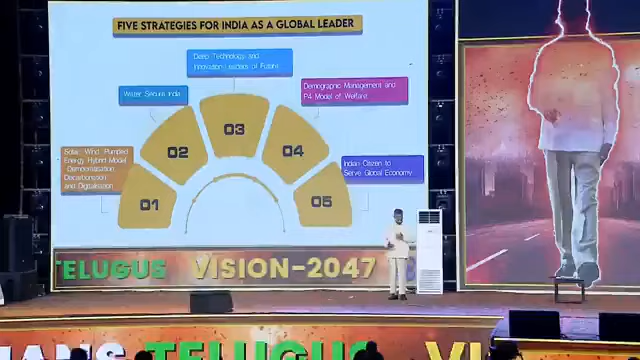 FIVE STRATEGIES FOR INDIA AS A GLOBAL LEADER
Deep Technology and
Innovation Leaders of Future
Water Secure India
Demographic Management and
P4 Model of Welfare
Solar, Wind Pumped
Energy Hybrid Model
Democratisation,
Decarbonisation
and Digitalisation
Indian Citizen to
Serve Global Economy
01
02
03
04
05
TELUGUS VISION-2047
TELUGUS VI